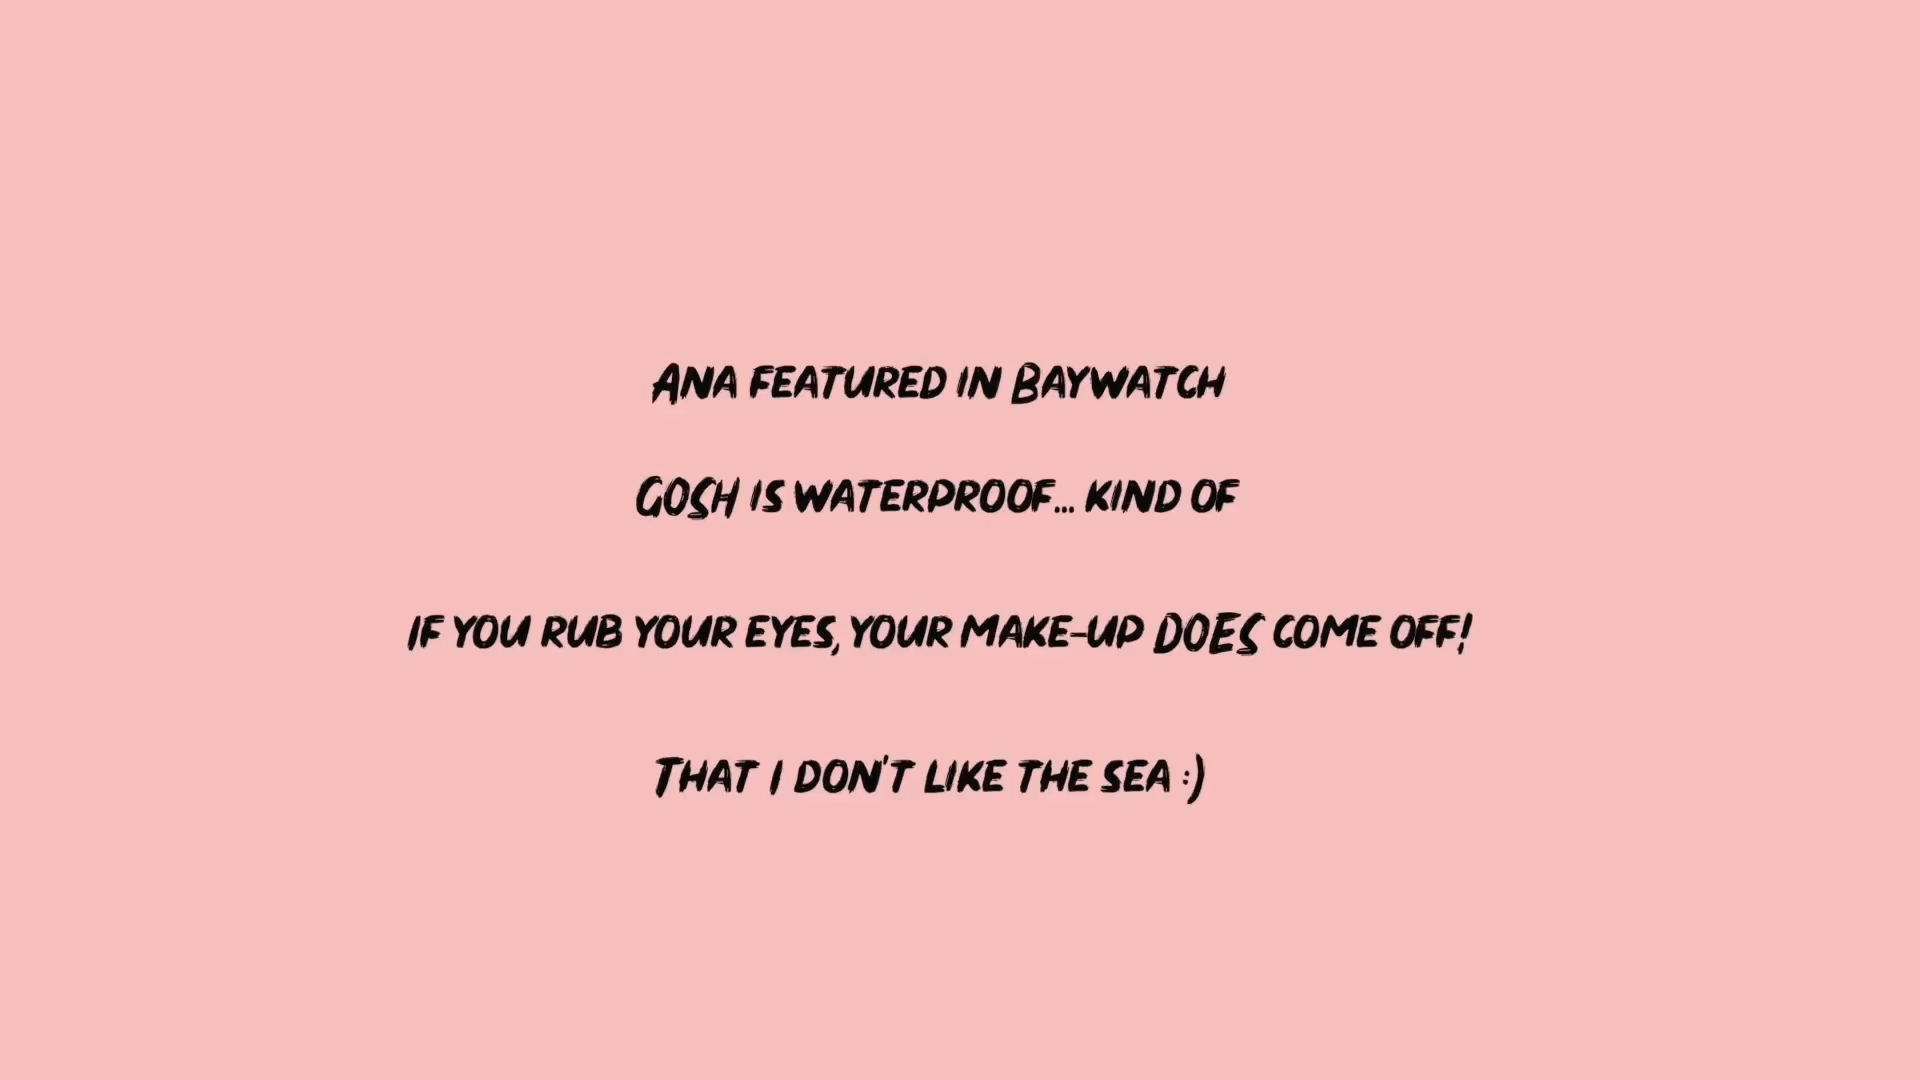 Ana featured in Baywatch
GOSH is waterproof... kind of
If you rub your eyes, your make-up DOES come off!
That I don't like the sea :)